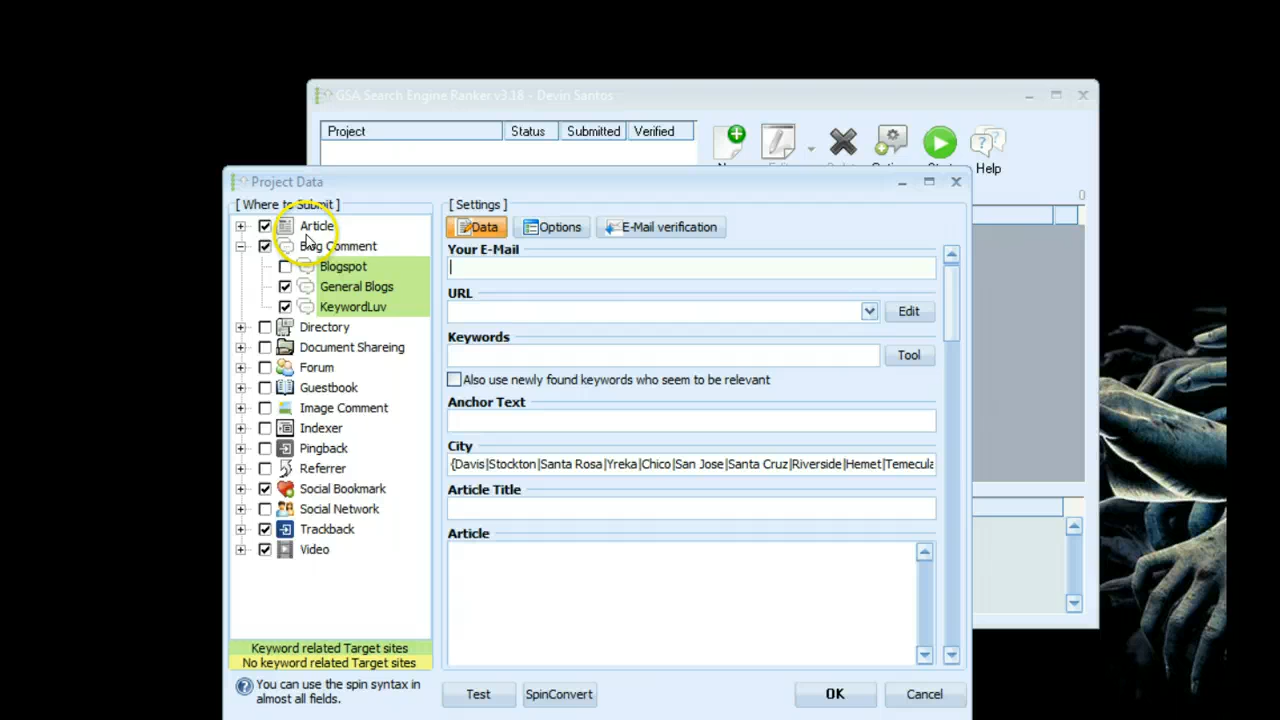 GSA Search Engine Ranker v3.18 - Devin Santos
Project Status Submitted Verified
Help
0
Project Data
[ Where to Submit ]
Article
Blog Comment
Blogspot
General Blogs
KeywordLuv
Directory
Document Shareing
Forum
Guestbook
Image Comment
Indexer
Pingback
Referrer
Social Bookmark
Social Network
Trackback
Video
Keyword related Target sites
No keyword related Target sites
You can use the spin syntax in
almost all fields.
[ Settings ]
Data Options E-Mail verification
Your E-Mail
URL
Edit
Keywords
Tool
Also use newly found keywords who seem to be relevant
Anchor Text
City
{Davis|Stockton|Santa Rosa|Yreka|Chico|San Jose|Santa Cruz|Riverside|Hemet|Temecula
Article Title
Article
Test SpinConvert OK Cancel